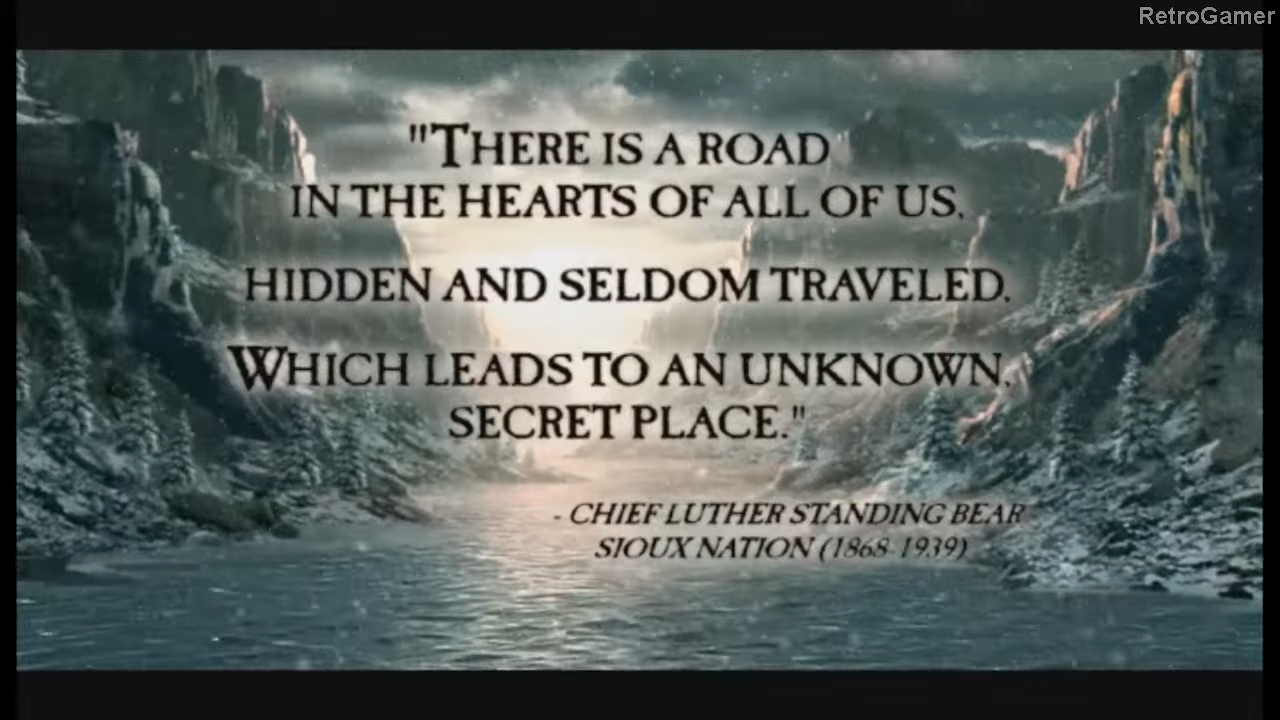 RetroGamer
"THERE IS A ROAD
IN THE HEARTS OF ALL OF US,
HIDDEN AND SELDOM TRAVELED,
WHICH LEADS TO AN UNKNOWN,
SECRET PLACE."
- CHIEF LUTHER STANDING BEAR
SIOUX NATION (1868-1939)